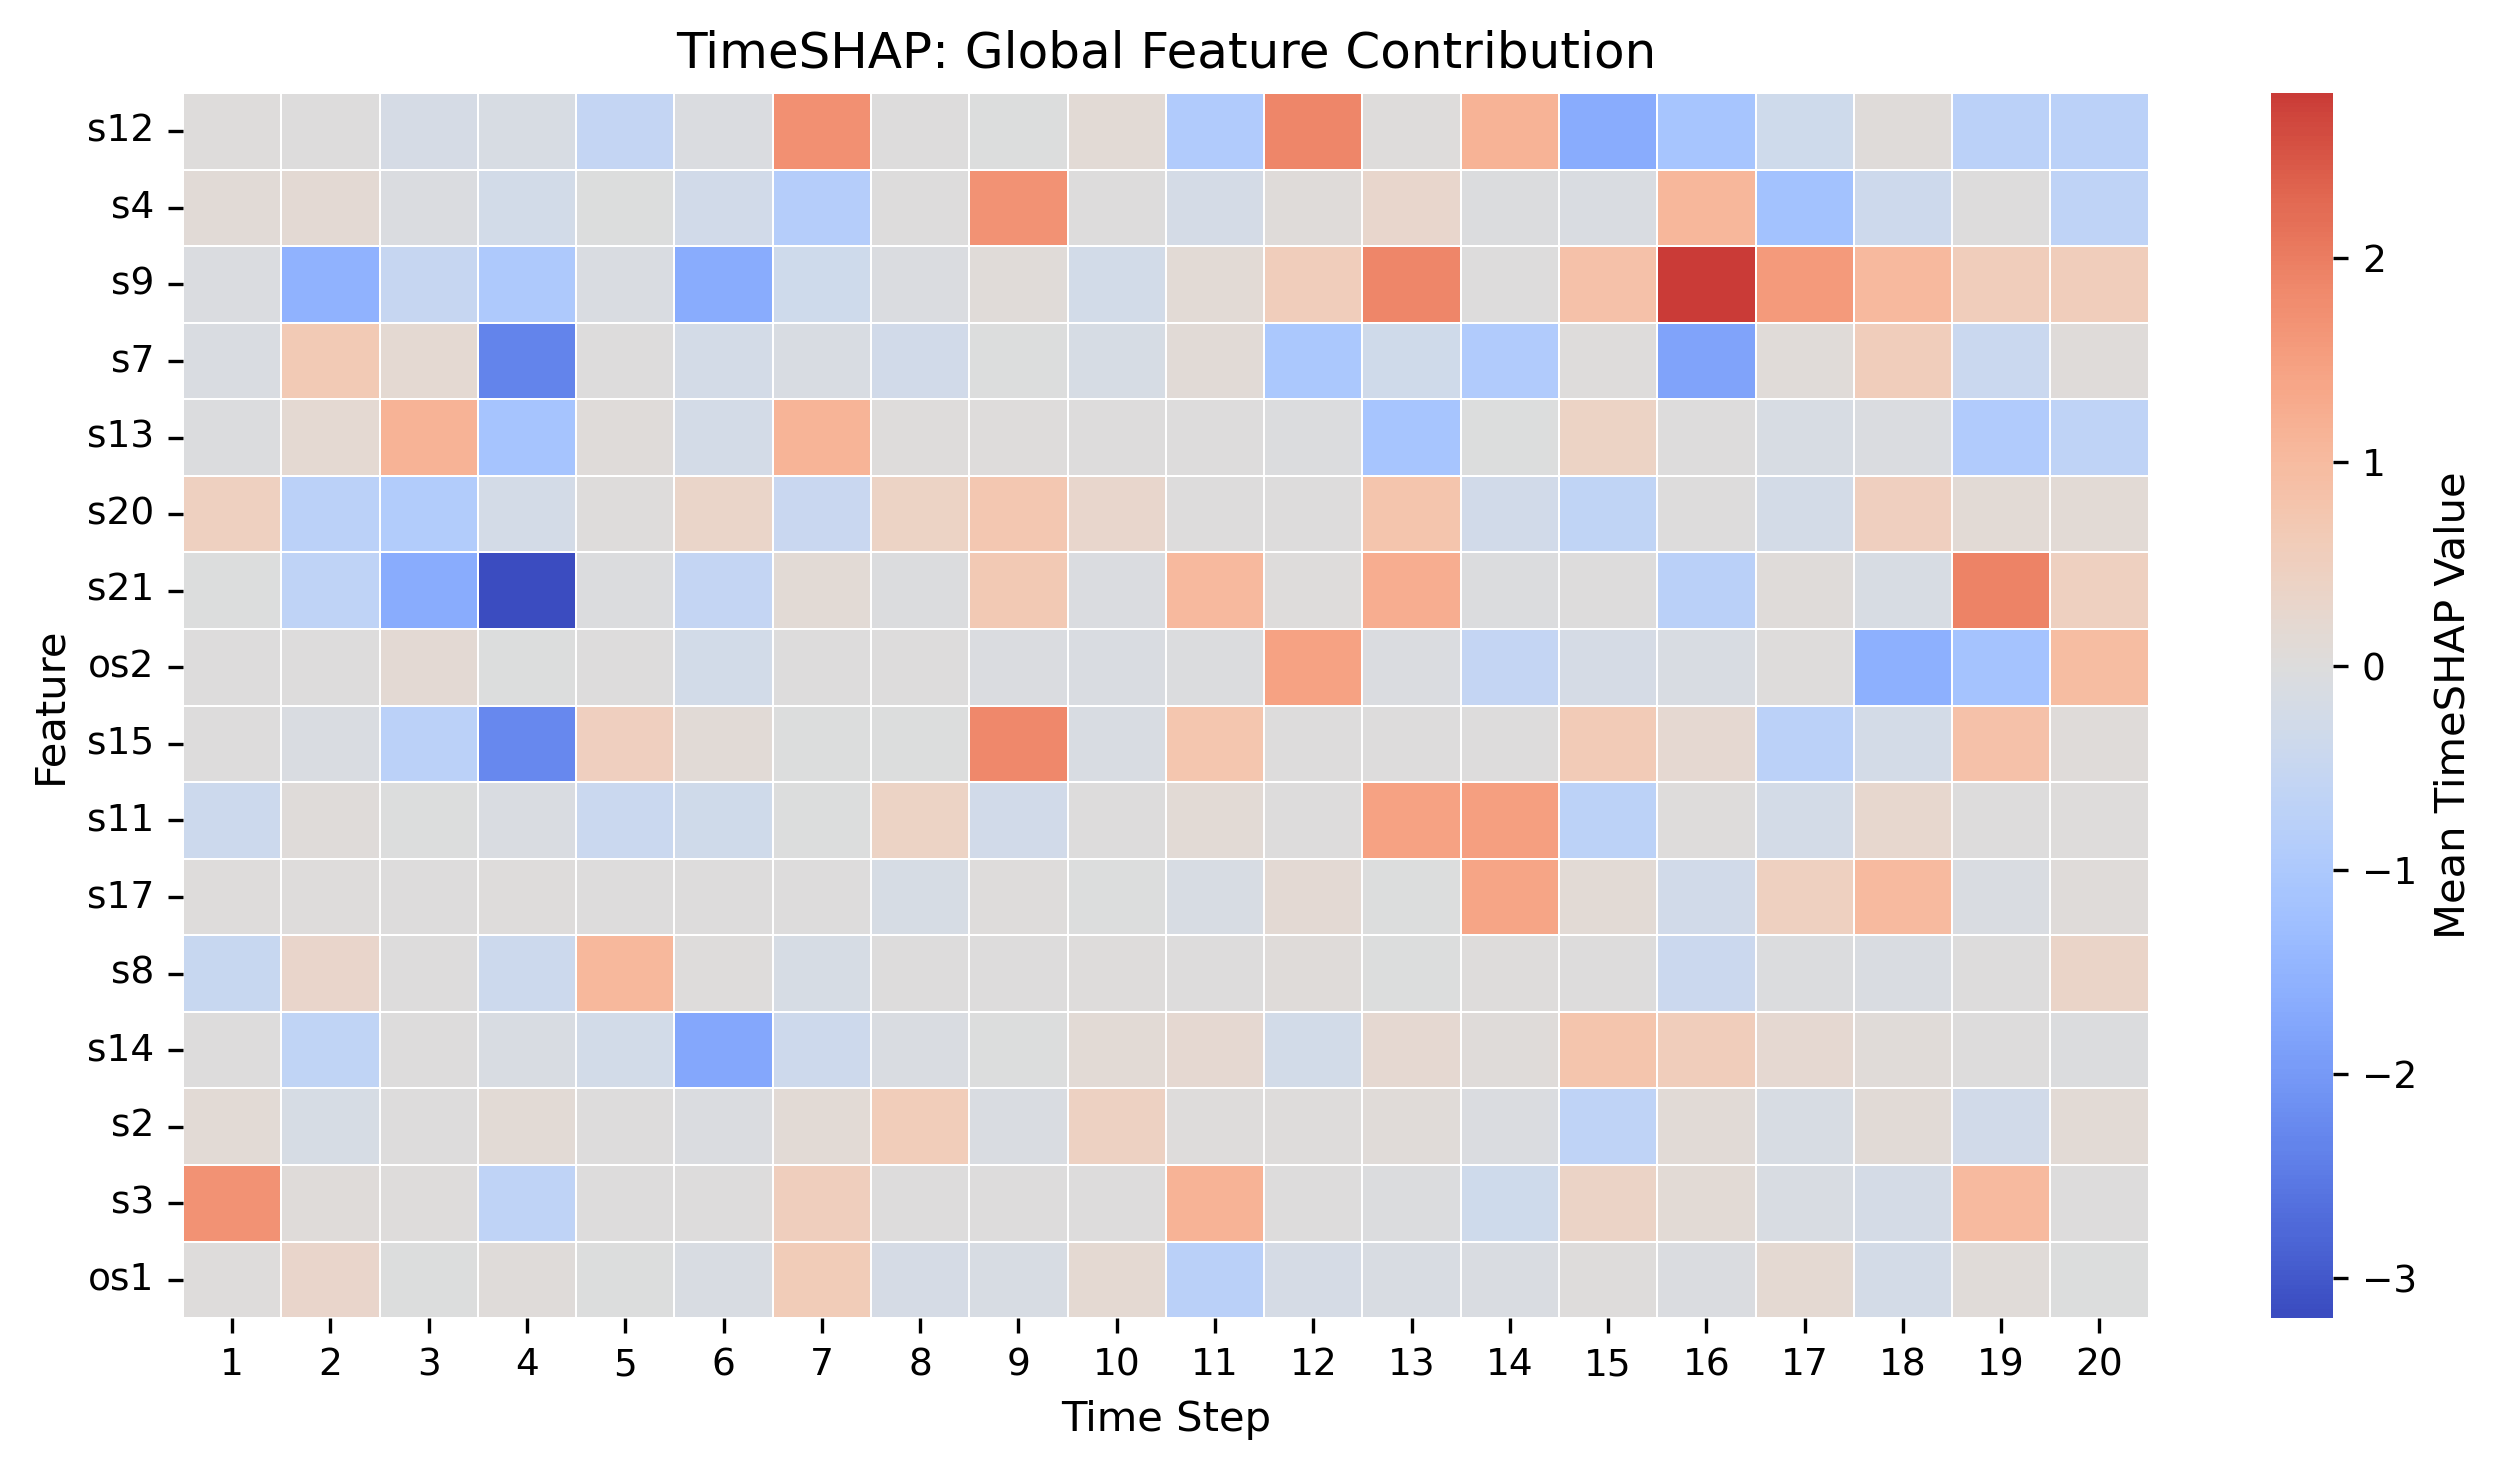 TimeSHAP: Global Feature Contribution
s12
s4
s9
s7
s13
s20
s21
os2
s15
s11
s17
s8
s14
s2
s3
os1
Feature
1 2 3 4 5 6 7 8 9 10 11 12 13 14 15 16 17 18 19 20
Time Step
2
1
0
−1
−2
−3
Mean TimeSHAP Value